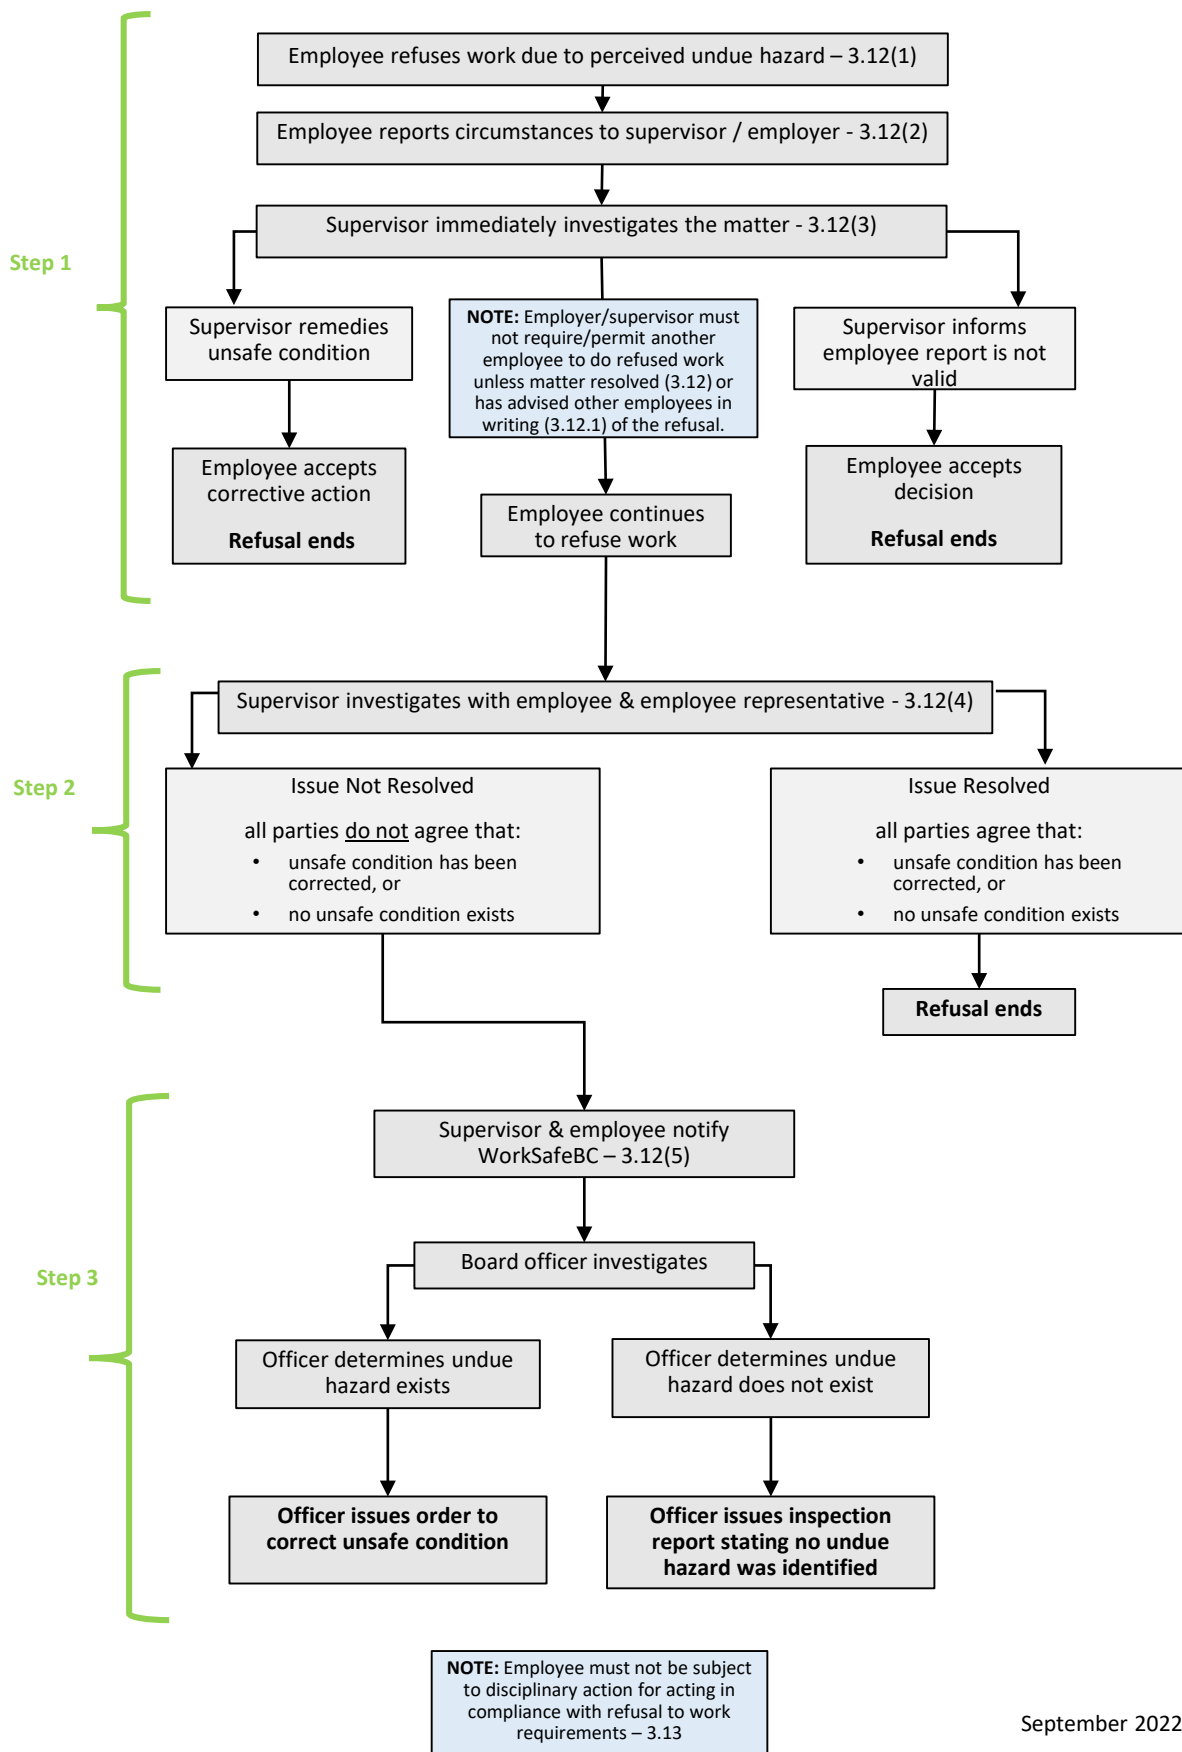 Employee refuses work due to perceived undue hazard – 3.12(1)
Employee reports circumstances to supervisor / employer - 3.12(2)
Supervisor immediately investigates the matter - 3.12(3)
Step 1
Supervisor remedies
unsafe condition
NOTE: Employer/supervisor must
not require/permit another
employee to do refused work
unless matter resolved (3.12) or
has advised other employees in
writing (3.12.1) of the refusal.
Supervisor informs
employee report is not
valid
Employee accepts
corrective action
Refusal ends
Employee continues
to refuse work
Employee accepts
decision
Refusal ends
Supervisor investigates with employee & employee representative - 3.12(4)
Step 2
Issue Not Resolved
all parties do not agree that:
• unsafe condition has been
corrected, or
• no unsafe condition exists
Issue Resolved
all parties agree that:
• unsafe condition has been
corrected, or
• no unsafe condition exists
Refusal ends
Supervisor & employee notify
WorkSafeBC – 3.12(5)
Board officer investigates
Step 3
Officer determines undue
hazard exists
Officer determines undue
hazard does not exist
Officer issues order to
correct unsafe condition
Officer issues inspection
report stating no undue
hazard was identified
NOTE: Employee must not be subject
to disciplinary action for acting in
compliance with refusal to work
requirements – 3.13
September 2022